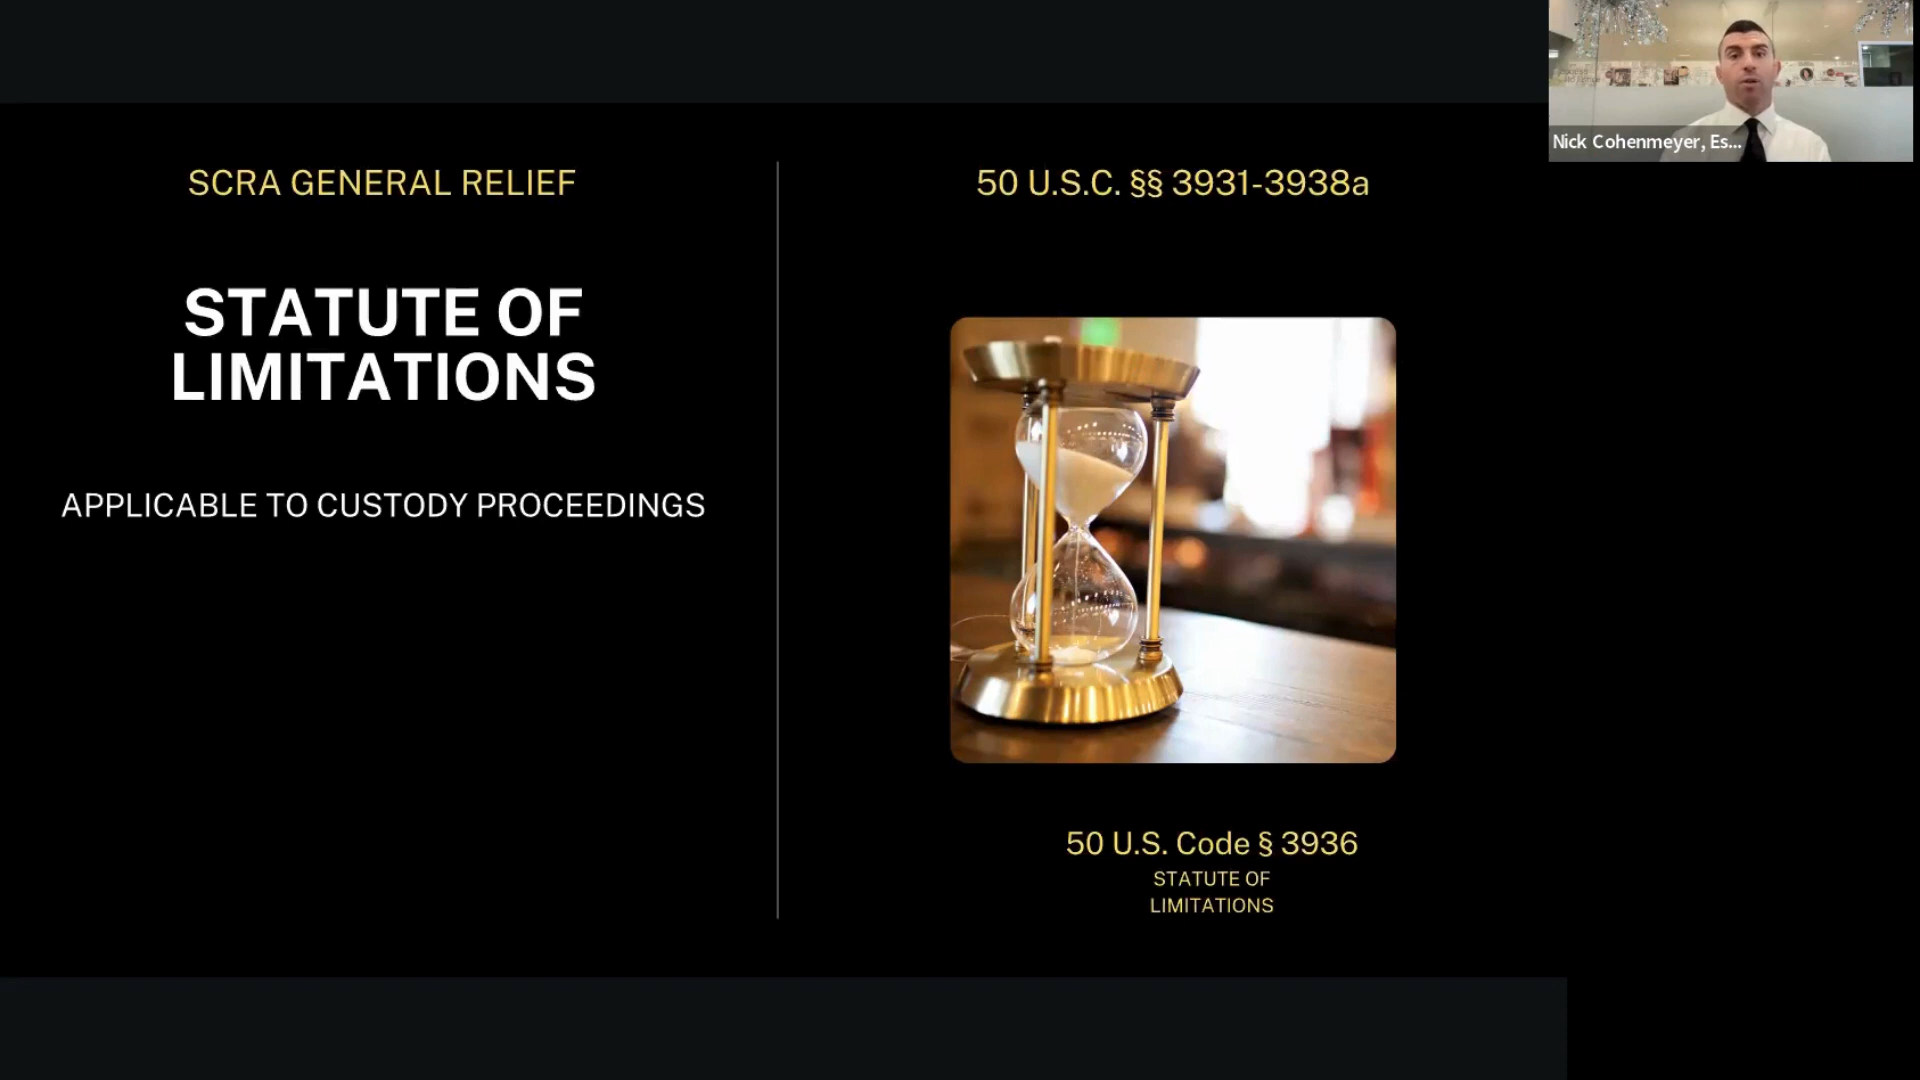 SCRA GENERAL RELIEF
STATUTE OF
LIMITATIONS
APPLICABLE TO CUSTODY PROCEEDINGS
50 U.S.C. §§ 3931-3938a
50 U.S. Code § 3936
STATUTE OF
LIMITATIONS
Nick Cohenmeyer, Es...